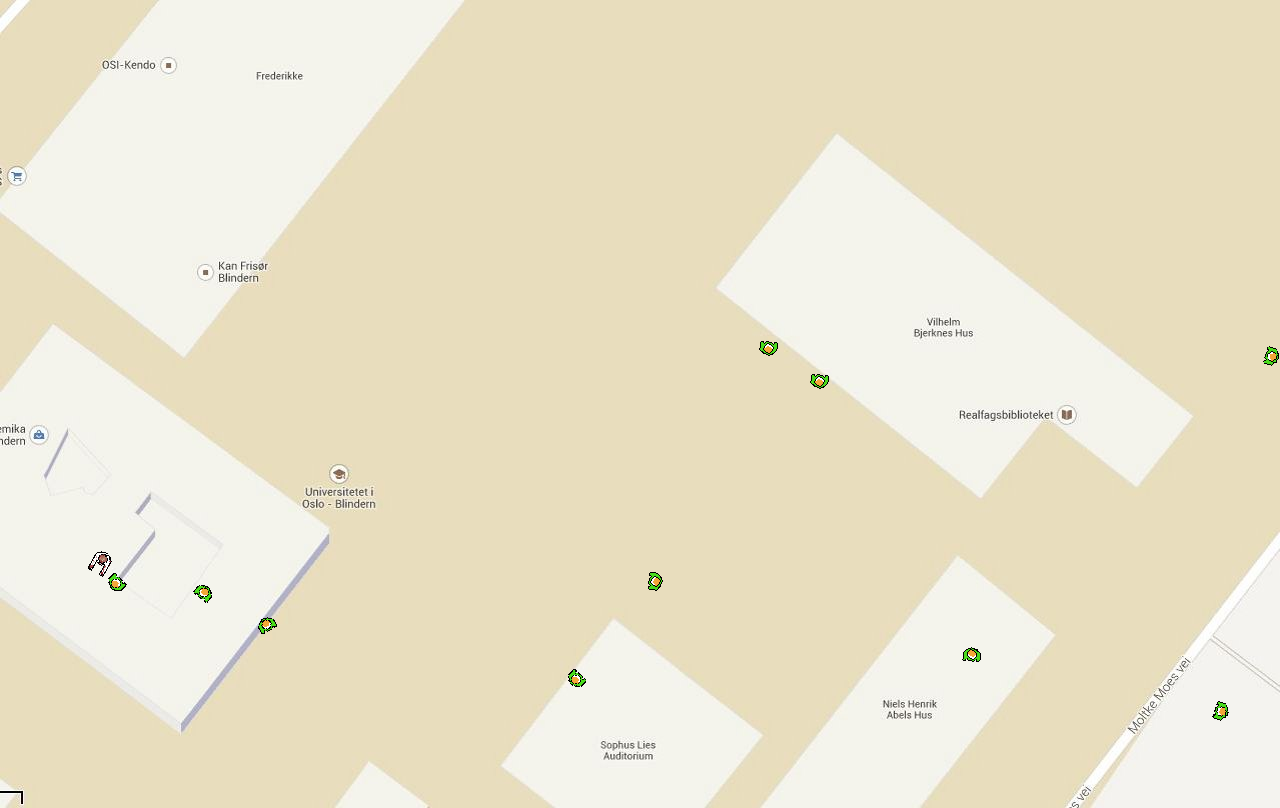 OSI-Kendo
Frederikke
Kan Frisør
Blindern
Vilhelm
Bjerknes Hus
Realfagsbiblioteket
Universitetet i
Oslo - Blindern
Sophus Lies
Auditorium
Niels Henrik
Abels Hus
Moltke Moes vei
vei